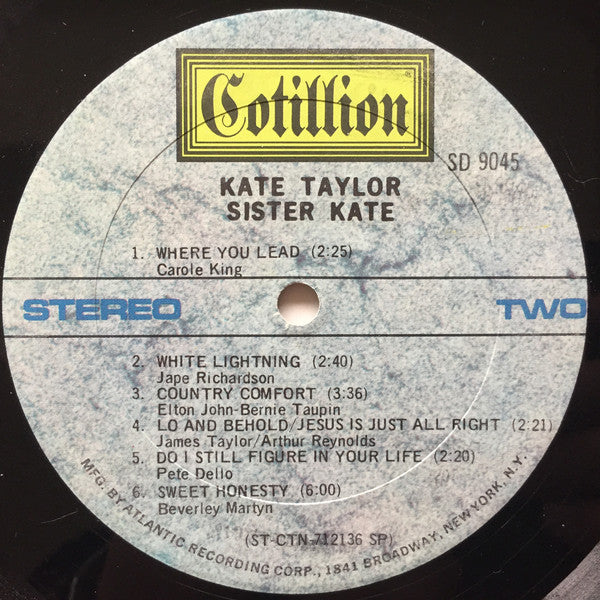 Cotillion
®
SD 9045
KATE TAYLOR
SISTER KATE
1. WHERE YOU LEAD (2:25)
Carole King
STEREO TWO
2. WHITE LIGHTNING (2:40)
Jape Richardson
3. COUNTRY COMFORT (3:36)
Elton John-Bernie Taupin
4. LO AND BEHOLD/JESUS IS JUST ALL RIGHT (2:21)
James Taylor/Arthur Reynolds
5. DO I STILL FIGURE IN YOUR LIFE (2:20)
Pete Dello
6. SWEET HONESTY (6:00)
Beverley Martyn
(ST-CTN-712136 SP)
MFG. BY ATLANTIC RECORDING CORP., 1841 BROADWAY, NEW YORK, N.Y.